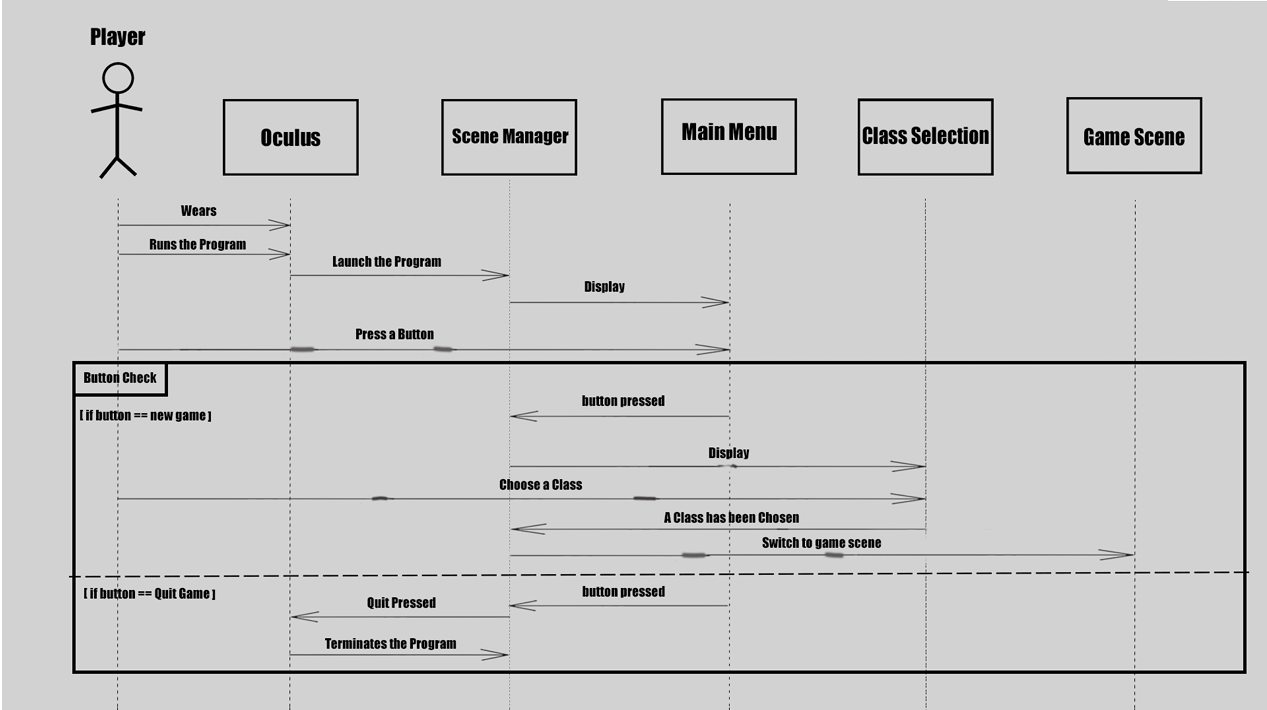 Player
Oculus
Scene Manager
Main Menu
Class Selection
Game Scene
Wears
Runs the Program
Launch the Program
Display
Press a Button
Button Check
[ if button == new game ]
button pressed
Display
Choose a Class
A Class has been Chosen
Switch to game scene
[ if button == Quit Game ]
button pressed
Quit Pressed
Terminates the Program